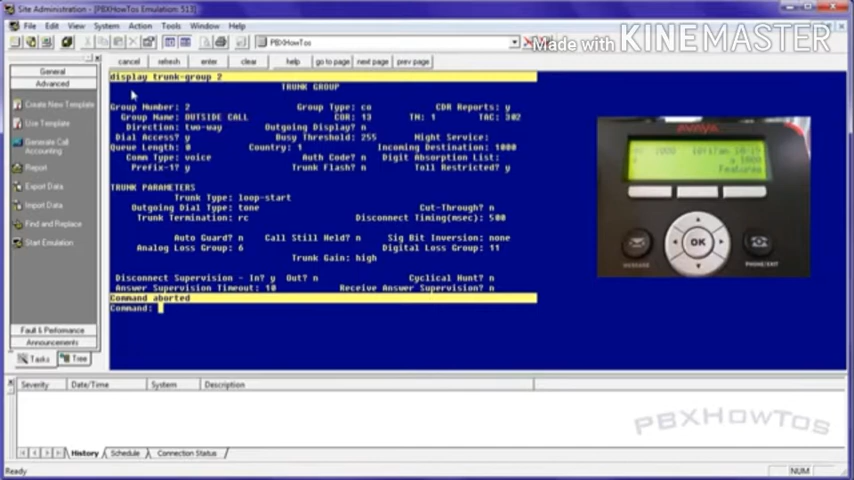 Site Administration - [PBXHowTos Emulation: 513]
File Edit View System Action Tools Window Help
PBXHowTos
Made with KINEMASTER
cancel refresh enter clear help go to page next page prev page
General
Advanced
Create New Template
Use Template
Generate Call Accounting
Report
Export Data
Import Data
Find and Replace
Start Emulation
Fault & Performance
Announcements
Tasks Tree
display trunk-group 2
TRUNK GROUP
Group Number: 2 Group Type: co CDR Reports: y
Group Name: OUTSIDE CALL COR: 13 TN: 1 TAC: 302
Direction: two-way Outgoing Display? n
Dial Access? y Busy Threshold: 255 Night Service:
Queue Length: 0 Country: 1 Incoming Destination: 1000
Comm Type: voice Auth Code? n Digit Absorption List:
Prefix-1? y Trunk Flash? n Toll Restricted? y
TRUNK PARAMETERS
Trunk Type: loop-start
Outgoing Dial Type: tone Cut-Through? n
Trunk Termination: rc Disconnect Timing(msec): 500
Auto Guard? n Call Still Held? n Sig Bit Inversion: none
Analog Loss Group: 6 Digital Loss Group: 11
Trunk Gain: high
Disconnect Supervision - In? y Out? n Cyclical Hunt? n
Answer Supervision Timeout: 10 Receive Answer Supervision? n
Command aborted
Command:
AVAYA
Features
OK
MESSAGE
PHONE/EXIT
Severity Date/Time System Description
PBXHowTos
History Schedule Connection Status
Ready NUM